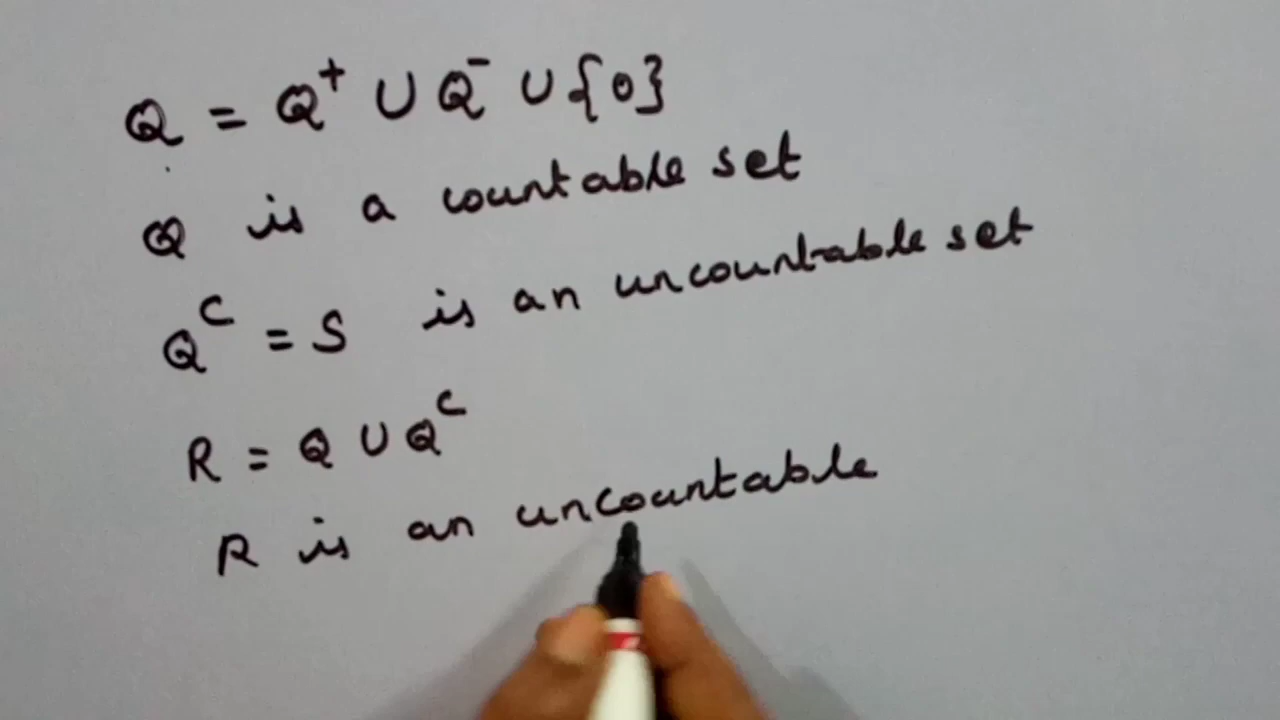 Q = Q⁺ ∪ Q⁻ ∪ {0}
Q is a countable set
Qᶜ = S is an uncountable set
R = Q ∪ Qᶜ
R is an uncountable